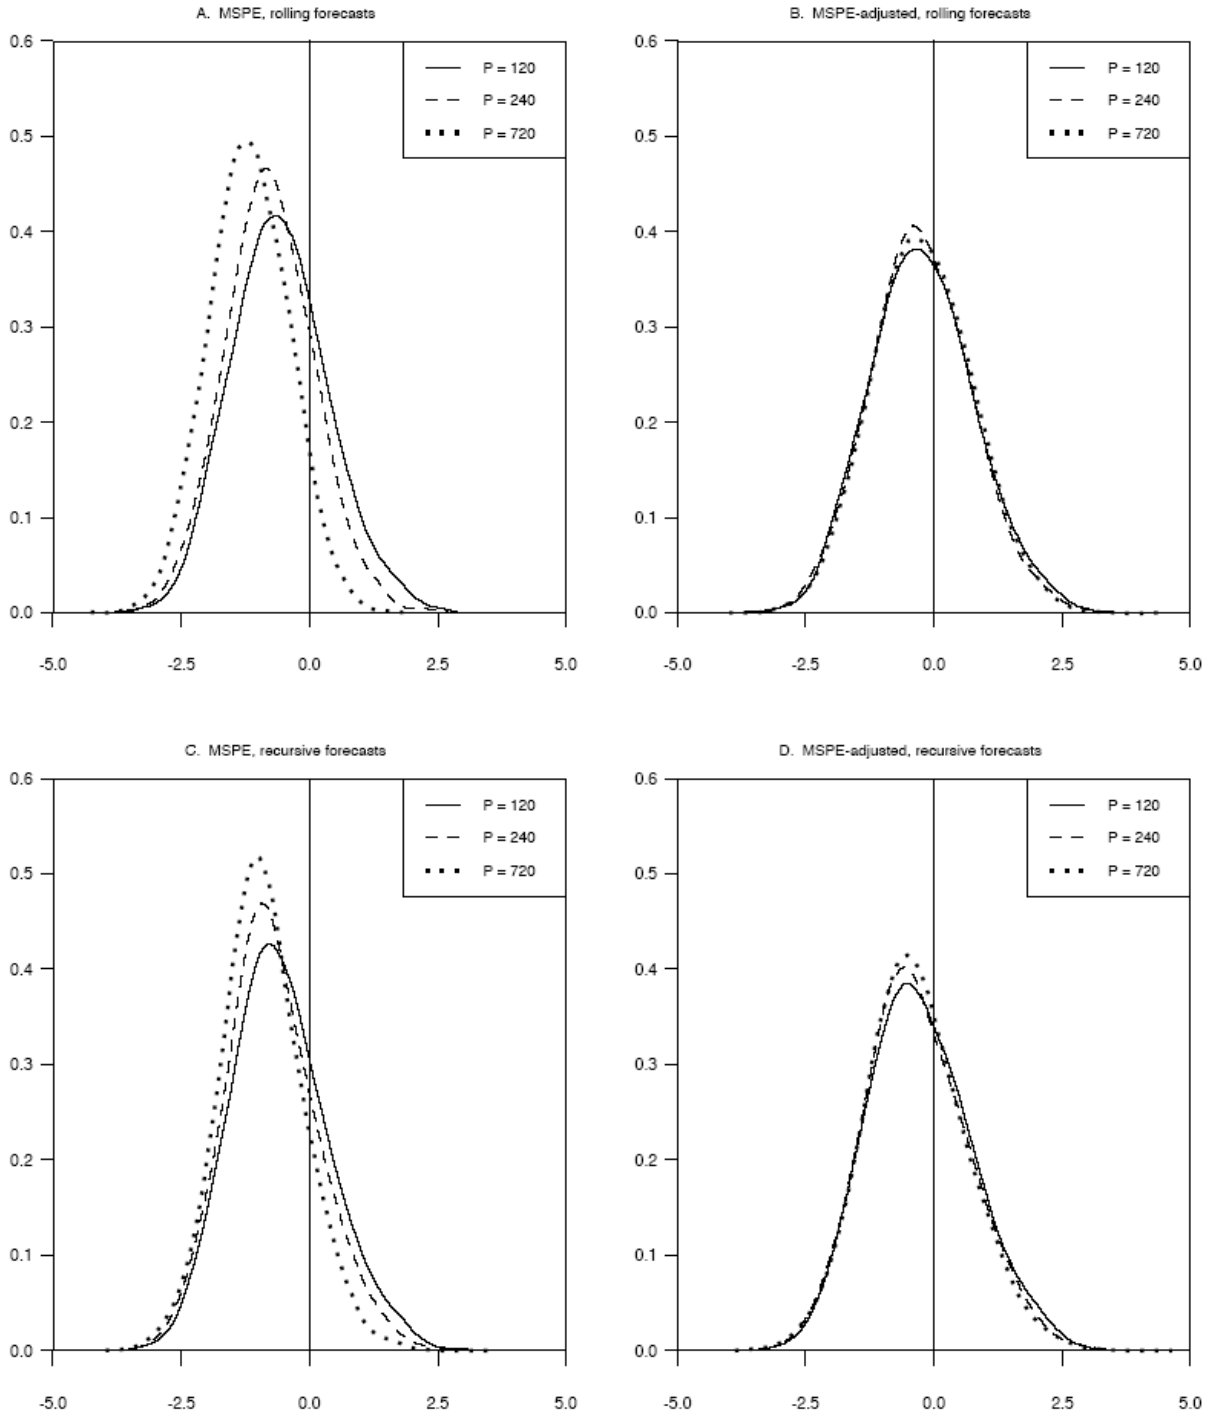 A. MSPE, rolling forecasts
0.6
0.5
0.4
0.3
0.2
0.1
0.0
-5.0 -2.5 0.0 2.5 5.0
P = 120
P = 240
P = 720
B. MSPE-adjusted, rolling forecasts
0.6
0.5
0.4
0.3
0.2
0.1
0.0
-5.0 -2.5 0.0 2.5 5.0
P = 120
P = 240
P = 720
C. MSPE, recursive forecasts
0.6
0.5
0.4
0.3
0.2
0.1
0.0
-5.0 -2.5 0.0 2.5 5.0
P = 120
P = 240
P = 720
D. MSPE-adjusted, recursive forecasts
0.6
0.5
0.4
0.3
0.2
0.1
0.0
-5.0 -2.5 0.0 2.5 5.0
P = 120
P = 240
P = 720